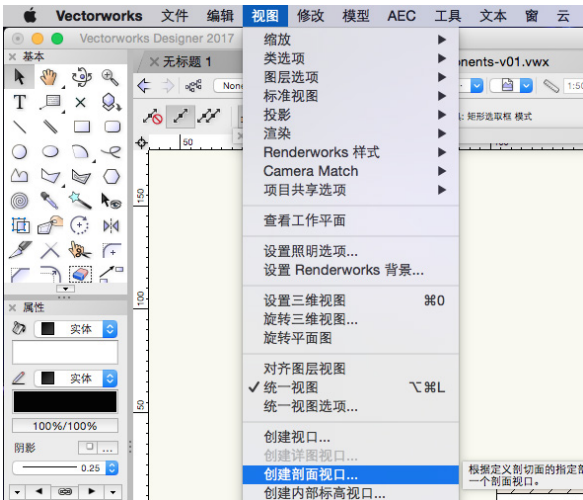 Vectorworks 文件 编辑 视图 修改 模型 AEC 工具 文本 窗 云
Vectorworks Designer 2017
基本
无标题 1
nents-v01.vwx
None
1:50
: 矩形选取框 模式
50
50
100
50
属性
实体
实体
100%/100%
阴影
...
0.25
缩放
类选项
图层选项
标准视图
投影
渲染
Renderworks 样式
Camera Match
项目共享选项
查看工作平面
设置照明选项...
设置 Renderworks 背景...
设置三维视图 ⌘0
旋转三维视图...
旋转平面图
对齐图层视图
✓ 统一视图 ⌥⌘L
统一视图选项...
创建视口...
创建详图视口...
创建剖面视口...
创建内部标高视口...
根据定义剖切面的指定
一个剖面视口。